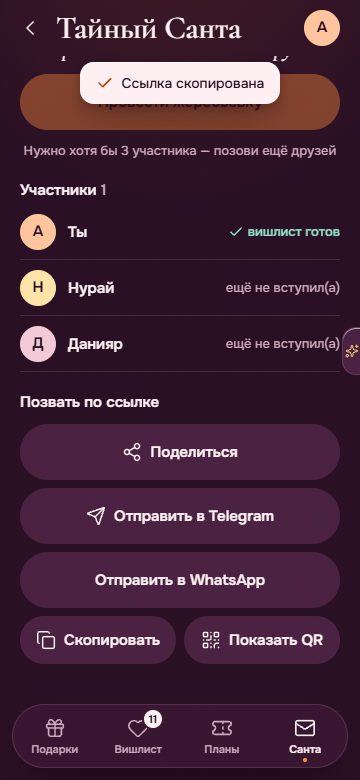 Тайный Санта
А
Ссылка скопирована
Провести жеребьёвку
Нужно хотя бы 3 участника — позови ещё друзей
Участники 1
А Ты вишлист готов
Н Нурай ещё не вступил(а)
Д Данияр ещё не вступил(а)
Позвать по ссылке
Поделиться
Отправить в Telegram
Отправить в WhatsApp
Скопировать Показать QR
11
Подарки Вишлист Планы Санта